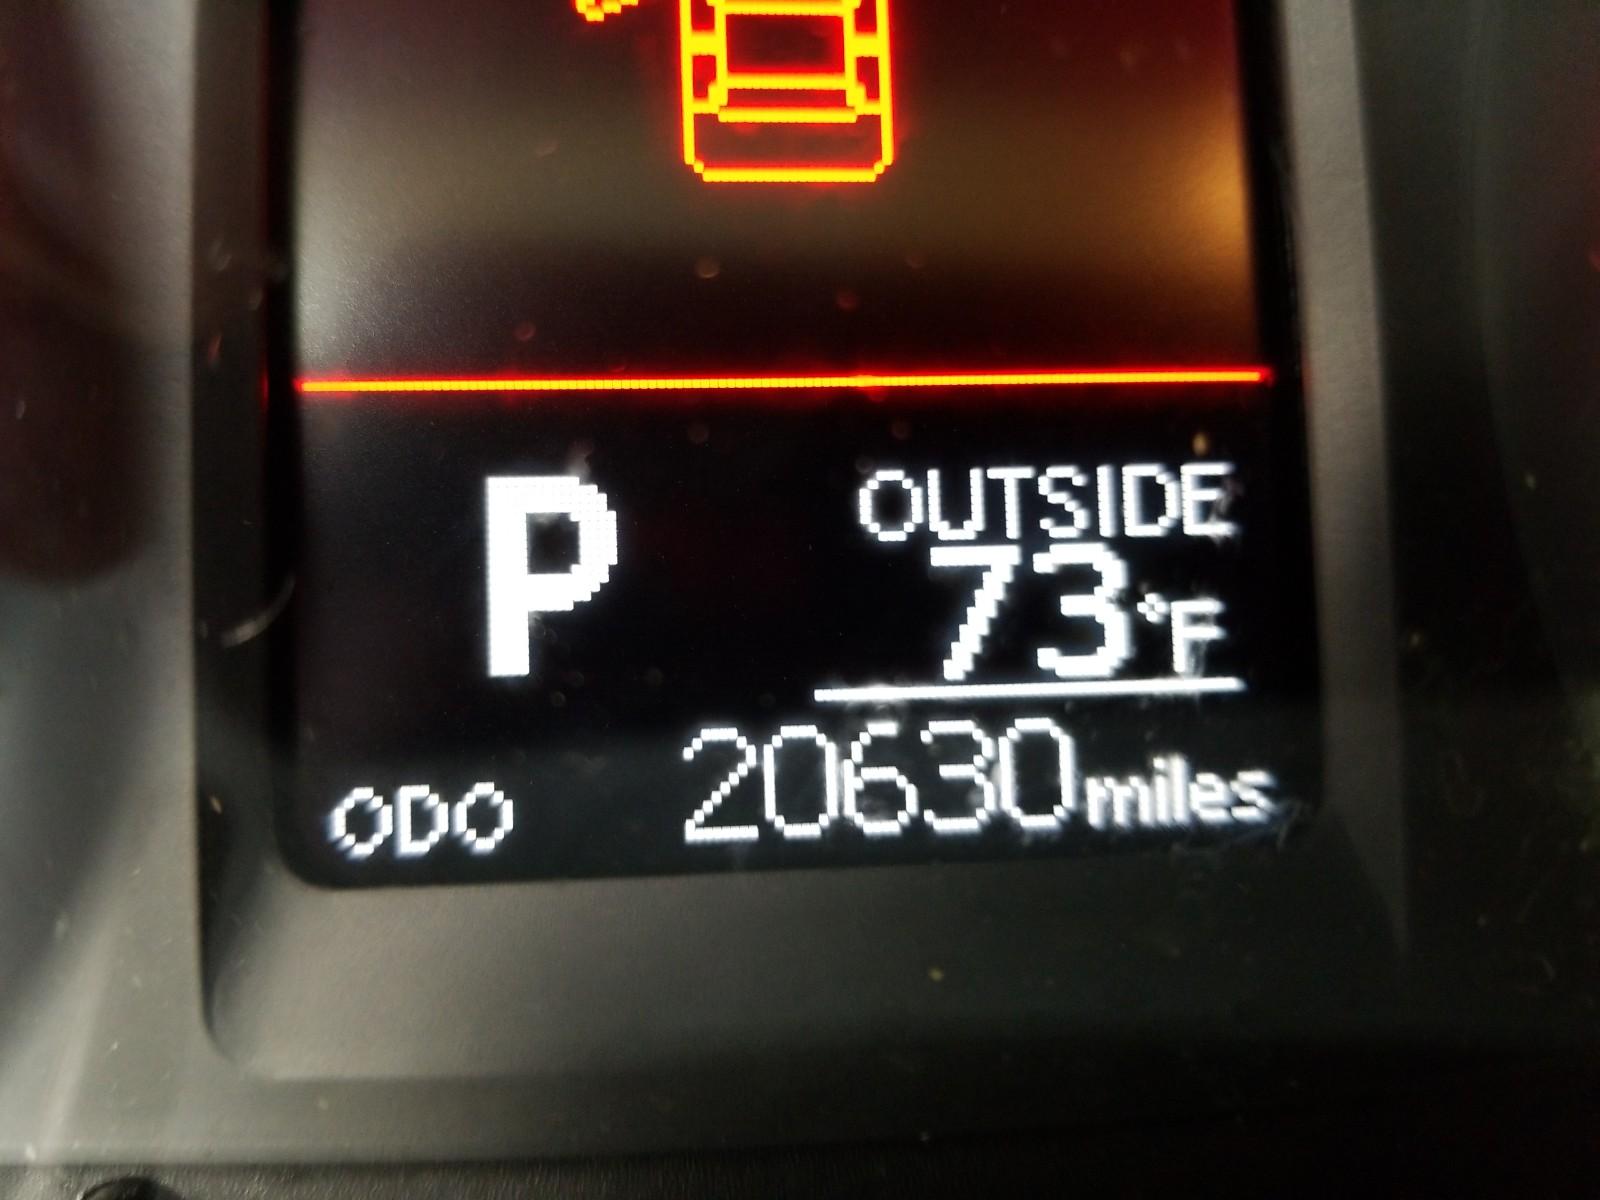 P
OUTSIDE
73°F
ODO 20630 miles